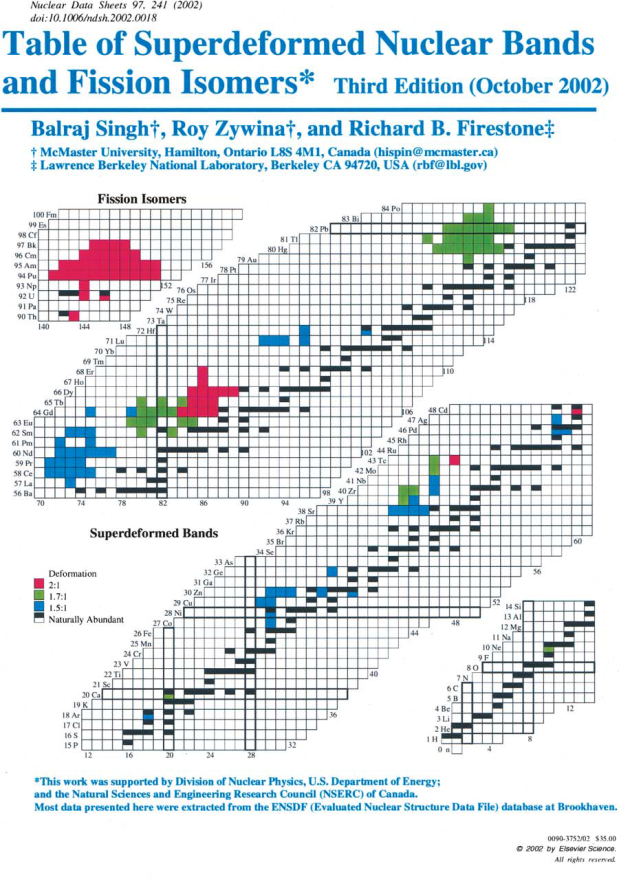 Nuclear Data Sheets 97, 241 (2002)
doi:10.1006/ndsh.2002.0018
Table of Superdeformed Nuclear Bands
and Fission Isomers* Third Edition (October 2002)
Balraj Singh†, Roy Zywina†, and Richard B. Firestone‡
† McMaster University, Hamilton, Ontario L8S 4M1, Canada (hispin@mcmaster.ca)
‡ Lawrence Berkeley National Laboratory, Berkeley CA 94720, USA (rbf@lbl.gov)
Fission Isomers
100 Fm
99 Es
98 Cf
97 Bk
96 Cm
95 Am
94 Pu
93 Np
92 U
91 Pa
90 Th
140 144 148
152
156
84 Po
83 Bi
82 Pb
81 Tl
80 Hg
79 Au
78 Pt
77 Ir
76 Os
75 Re
74 W
73 Ta
72 Hf
71 Lu
70 Yb
69 Tm
68 Er
67 Ho
66 Dy
65 Tb
64 Gd
63 Eu
62 Sm
61 Pm
60 Nd
59 Pr
58 Ce
57 La
56 Ba
70 74 78 82 86 90 94
98
102
106
110
114
118
122
Superdeformed Bands
48 Cd
47 Ag
46 Pd
45 Rh
44 Ru
43 Tc
42 Mo
41 Nb
40 Zr
39 Y
38 Sr
37 Rb
36 Kr
35 Br
34 Se
33 As
32 Ge
31 Ga
30 Zn
29 Cu
28 Ni
27 Co
26 Fe
25 Mn
24 Cr
23 V
22 Ti
21 Sc
20 Ca
19 K
18 Ar
17 Cl
16 S
15 P
12 16 20 24 28
32
36
40
44
48
52
56
60
Deformation
2:1
1.7:1
1.5:1
Naturally Abundant
14 Si
13 Al
12 Mg
11 Na
10 Ne
9 F
8 O
7 N
6 C
5 B
4 Be
3 Li
2 He
1 H
0 n
4
8
12
*This work was supported by Division of Nuclear Physics, U.S. Department of Energy;
and the Natural Sciences and Engineering Research Council (NSERC) of Canada.
Most data presented here were extracted from the ENSDF (Evaluated Nuclear Structure Data File) database at Brookhaven.
0090-3752/02 $35.00
© 2002 by Elsevier Science.
All rights reserved.